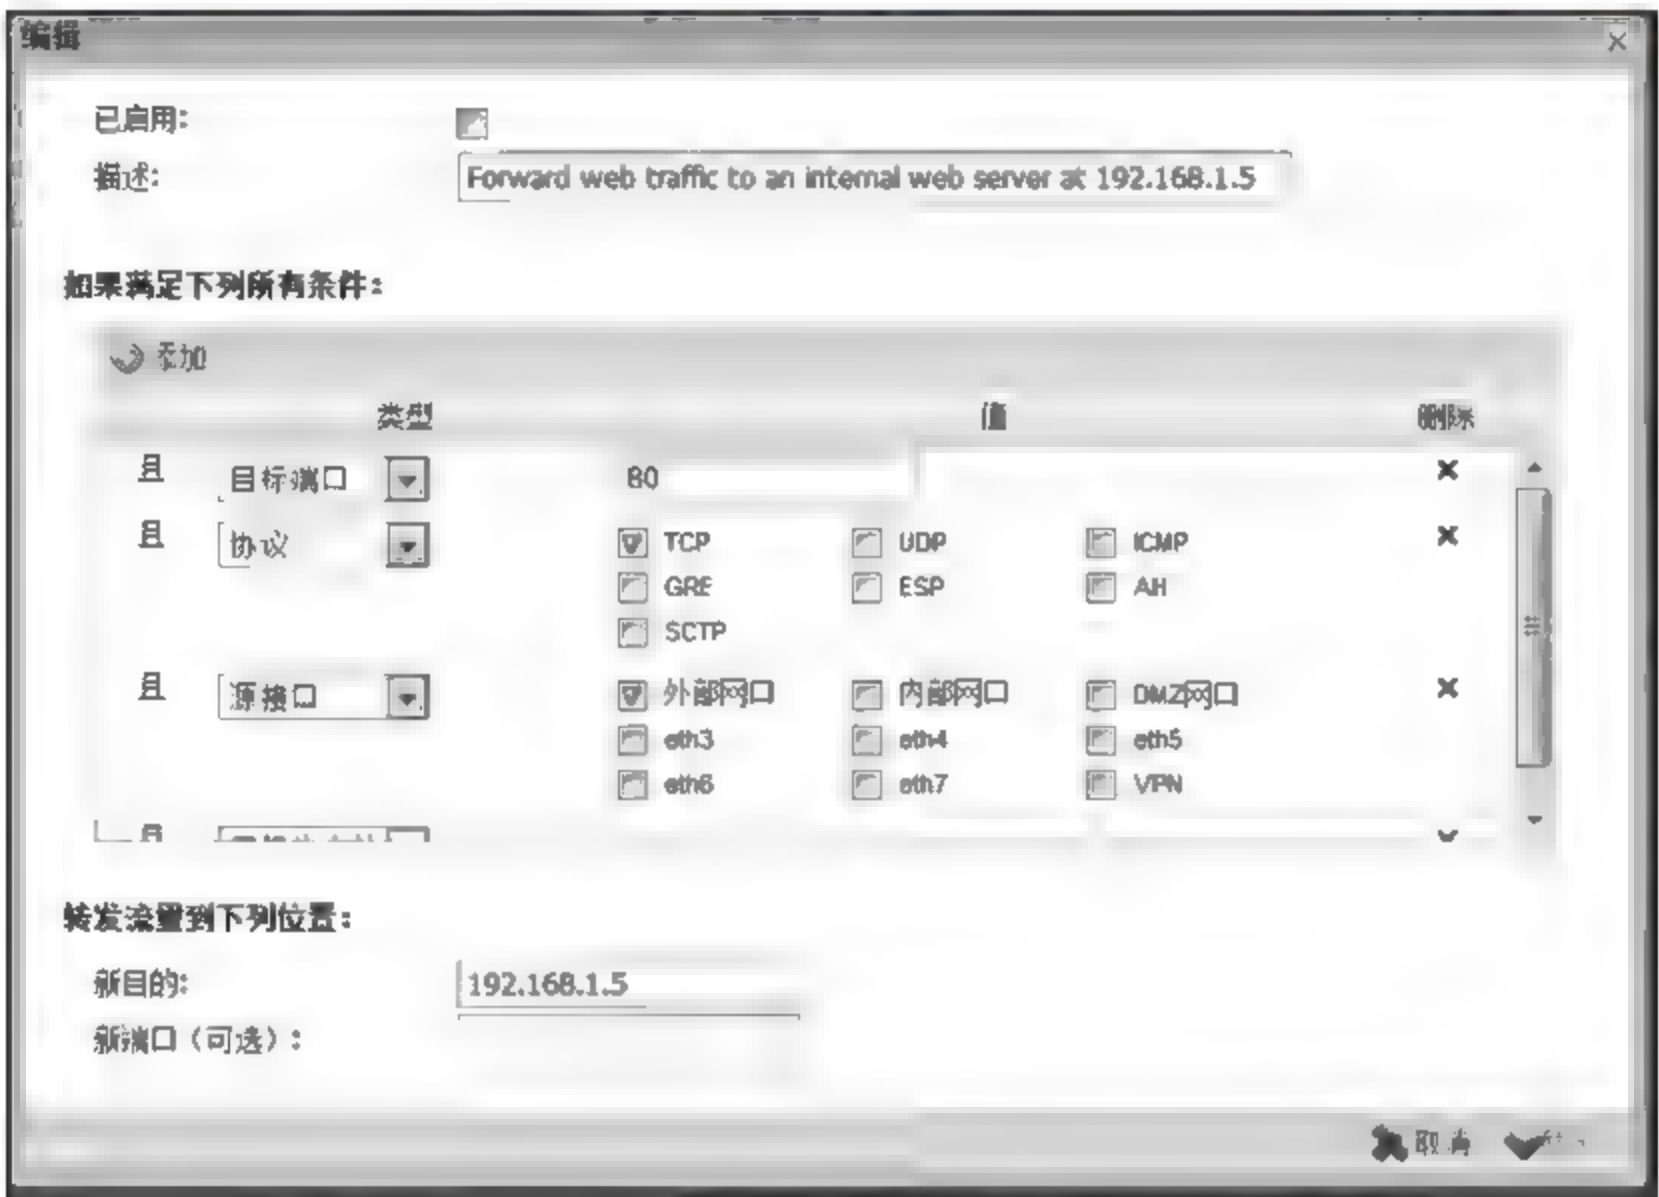 编辑
已启用:
描述: Forward web traffic to an internal web server at 192.168.1.5
如果满足下列所有条件:
添加
类型 值 删除
且 目标端口 80
且 协议 TCP UDP ICMP
GRE ESP AH
SCTP
且 源接口 外部网口 内部网口 DMZ网口
eth3 eth4 eth5
eth6 eth7 VPN
且
转发流量到下列位置:
新目的: 192.168.1.5
新端口（可选）:
取消